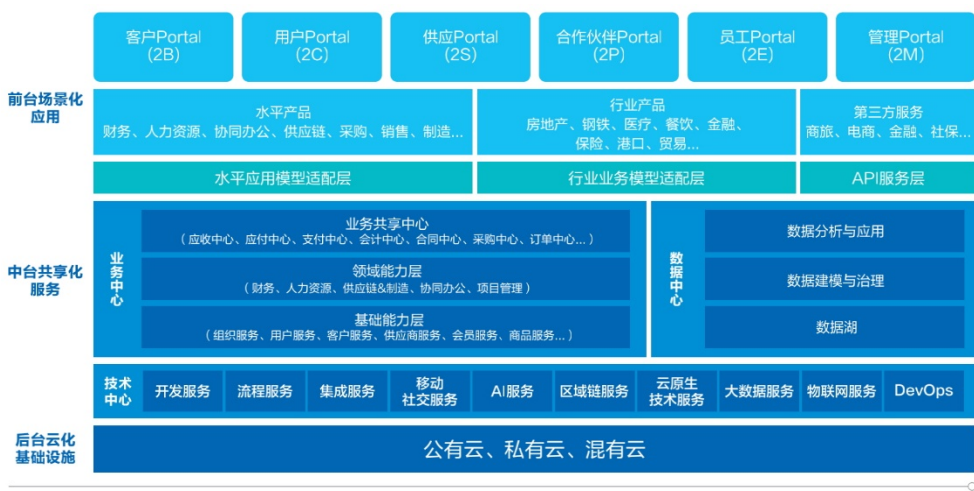 客户Portal
(2B)
用户Portal
(2C)
供应Portal
(2S)
合作伙伴Portal
(2P)
员工Portal
(2E)
管理Portal
(2M)
前台场景化
应用
水平产品
财务、人力资源、协同办公、供应链、采购、销售、制造...
行业产品
房地产、钢铁、医疗、餐饮、金融、
保险、港口、贸易...
第三方服务
商旅、电商、金融、社保...
水平应用模型适配层
行业业务模型适配层
API服务层
中台共享化
服务
业务中心
业务共享中心
(应收中心、应付中心、支付中心、会计中心、合同中心、采购中心、订单中心...)
领域能力层
(财务、人力资源、供应链&制造、协同办公、项目管理)
基础能力层
(组织服务、用户服务、客户服务、供应商服务、会员服务、商品服务...)
数据中心
数据分析与应用
数据建模与治理
数据湖
技术
中心
开发服务
流程服务
集成服务
移动
社交服务
AI服务
区域链服务
云原生
技术服务
大数据服务
物联网服务
DevOps
后台云化
基础设施
公有云、私有云、混有云